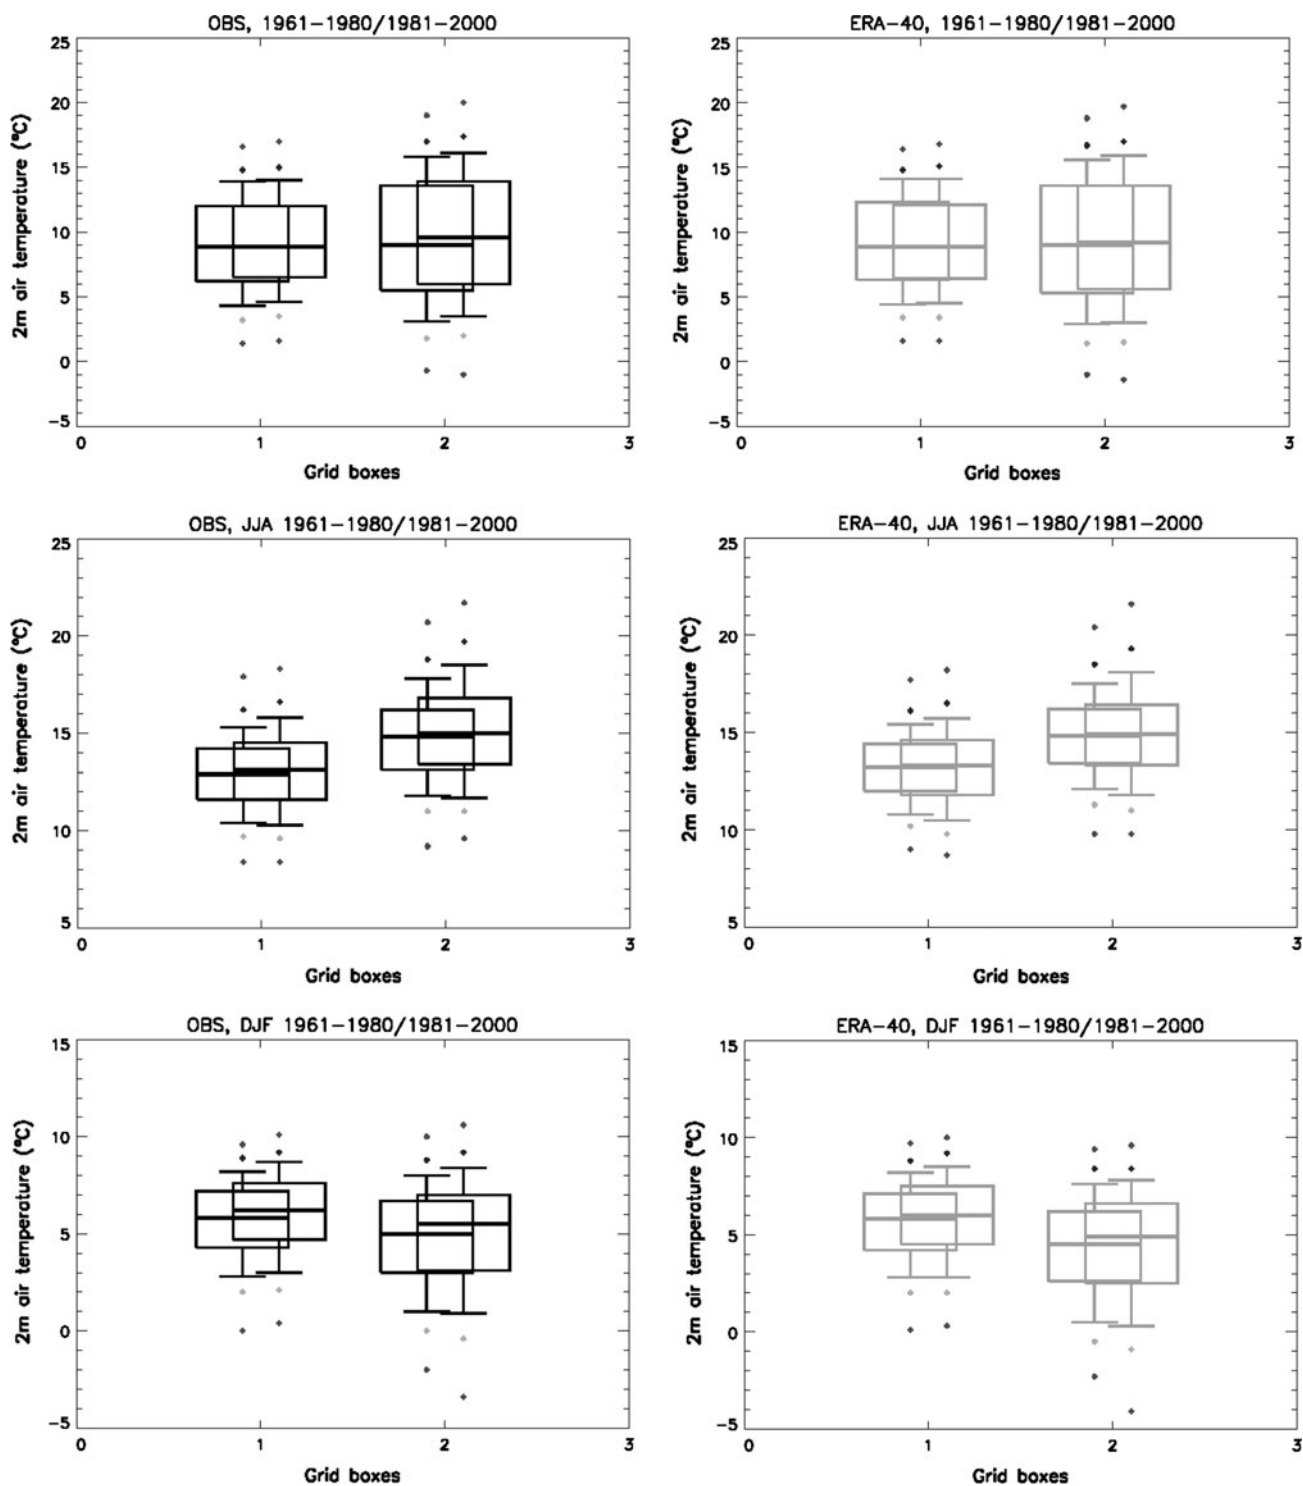 OBS, 1961-1980/1981-2000
25
20
15
10
5
0
-5
2m air temperature (°C)
0 1 2 3
Grid boxes
ERA-40, 1961-1980/1981-2000
25
20
15
10
5
0
-5
2m air temperature (°C)
0 1 2 3
Grid boxes
OBS, JJA 1961-1980/1981-2000
25
20
15
10
5
2m air temperature (°C)
0 1 2 3
Grid boxes
ERA-40, JJA 1961-1980/1981-2000
25
20
15
10
5
2m air temperature (°C)
0 1 2 3
Grid boxes
OBS, DJF 1961-1980/1981-2000
15
10
5
0
-5
2m air temperature (°C)
0 1 2 3
Grid boxes
ERA-40, DJF 1961-1980/1981-2000
15
10
5
0
-5
2m air temperature (°C)
0 1 2 3
Grid boxes